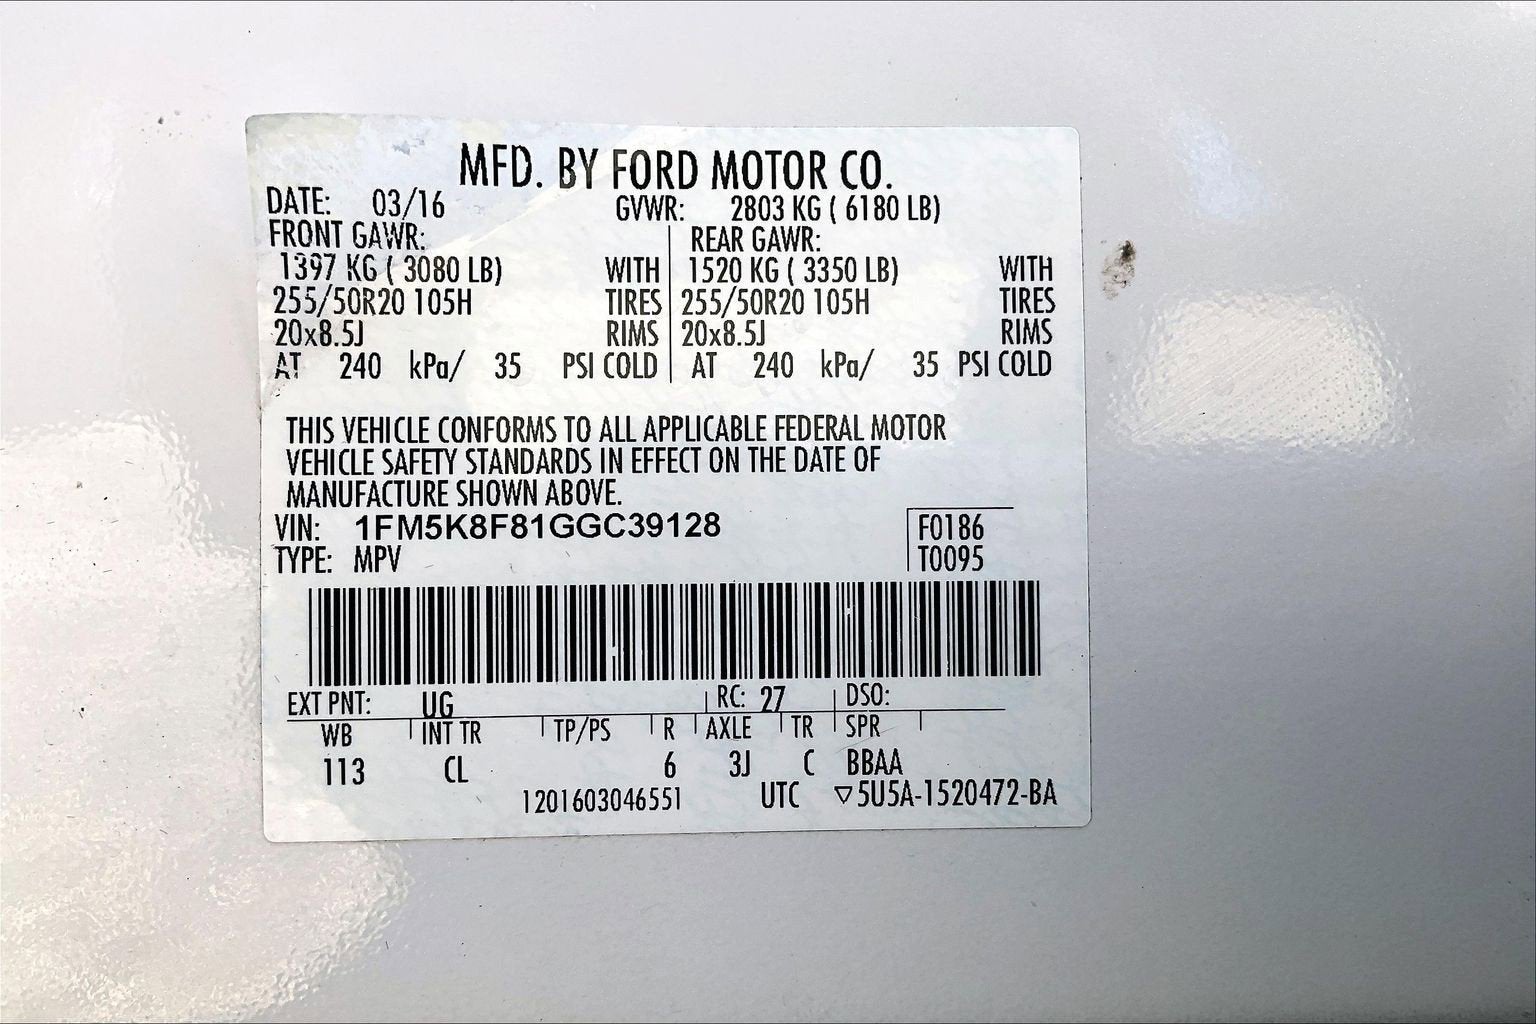 MFD. BY FORD MOTOR CO.
DATE: 03/16 GVWR: 2803 KG ( 6180 LB)
FRONT GAWR: REAR GAWR:
1397 KG ( 3080 LB) WITH 1520 KG ( 3350 LB) WITH
255/50R20 105H TIRES 255/50R20 105H TIRES
20x8.5J RIMS 20x8.5J RIMS
AT 240 kPa/ 35 PSI COLD AT 240 kPa/ 35 PSI COLD
THIS VEHICLE CONFORMS TO ALL APPLICABLE FEDERAL MOTOR
VEHICLE SAFETY STANDARDS IN EFFECT ON THE DATE OF
MANUFACTURE SHOWN ABOVE.
VIN: 1FM5K8F81GGC39128 F0186
TYPE: MPV T0095
EXT PNT: UG RC: 27 DSO:
WB INT TR TP/PS R AXLE TR SPR
113 CL 6 3J C BBAA
1201603046551 UTC ▽5U5A-1520472-BA